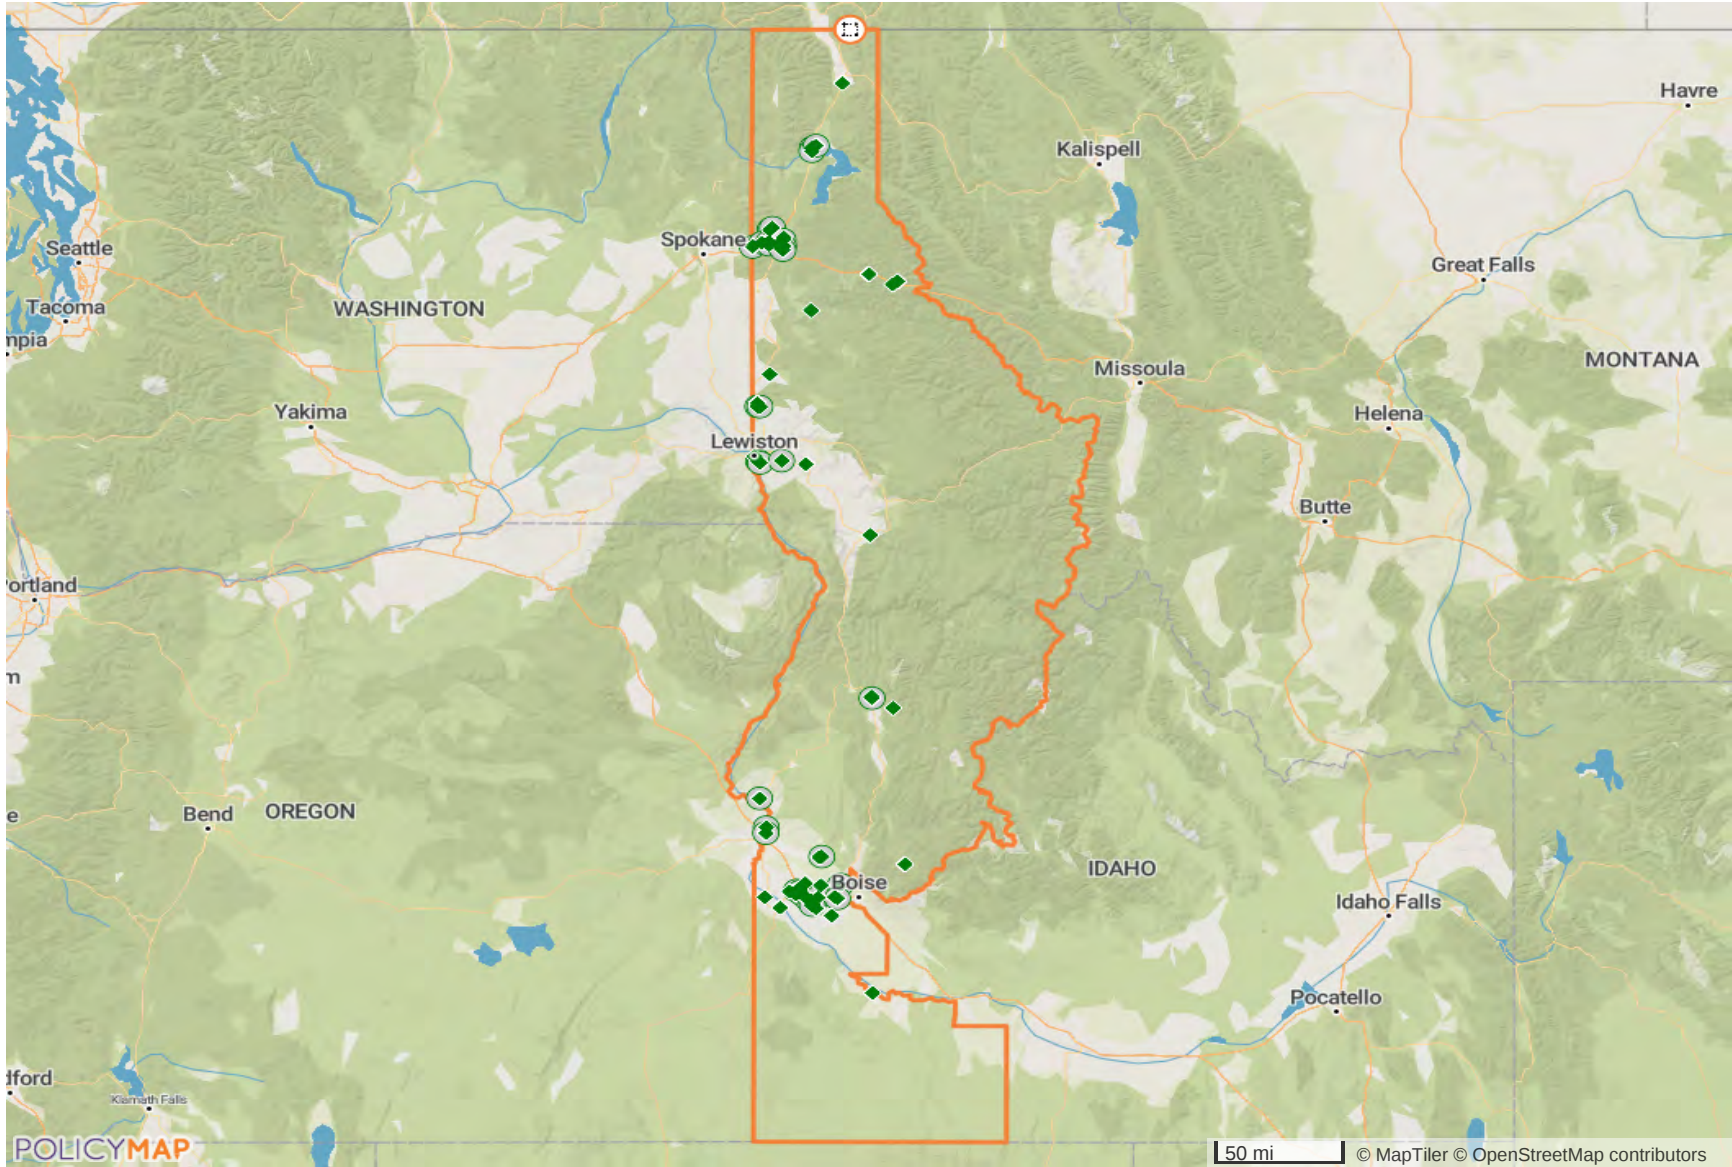 Havre
Kalispell
Spokane
Seattle
Great Falls
Tacoma
WASHINGTON
mpia
MONTANA
Missoula
Yakima
Helena
Lewiston
Butte
ortland
m
Bend
OREGON
e
IDAHO
Boise
Idaho Falls
Pocatello
dford
Klamath Falls
POLICYMAP
50 mi
© MapTiler © OpenStreetMap contributors